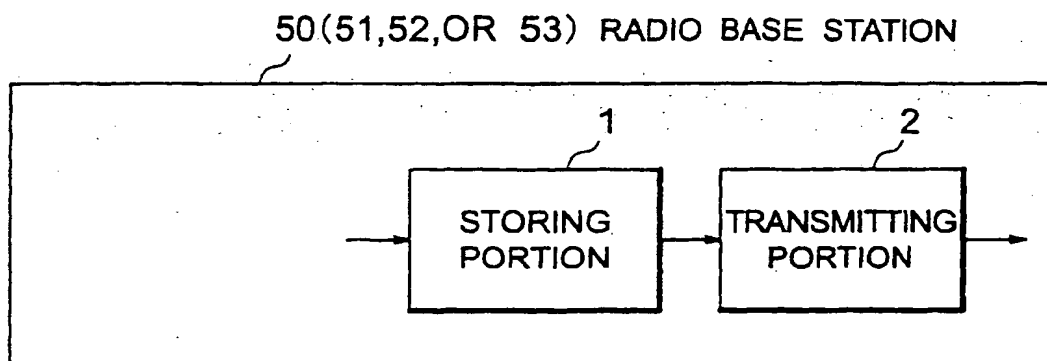 50(51,52,OR 53) RADIO BASE STATION
1
2
STORING
PORTION
TRANSMITTING
PORTION